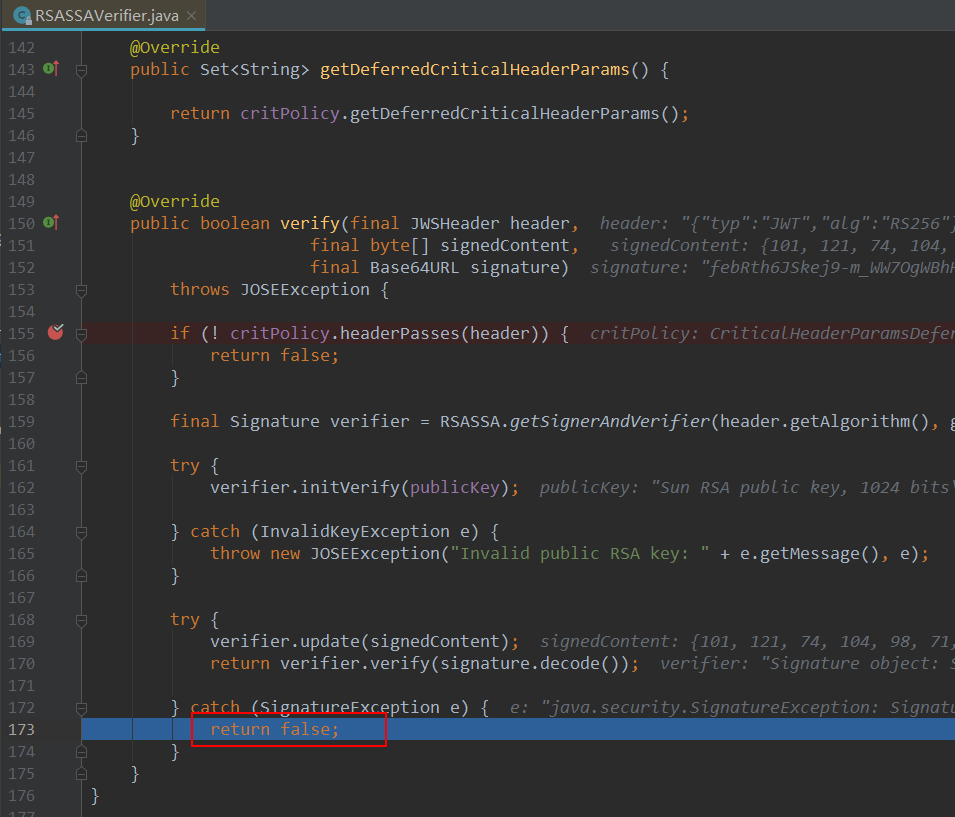 RSASSAVerifier.java
142 @Override
143 public Set<String> getDeferredCriticalHeaderParams() {
144
145 return critPolicy.getDeferredCriticalHeaderParams();
146 }
147
148
149 @Override
150 public boolean verify(final JWSHeader header, header: "{"typ":"JWT","alg":"RS256"}
151 final byte[] signedContent, signedContent: {101, 121, 74, 104,
152 final Base64URL signature) signature: "febRth6JSkej9-m_WW7OgWBhH
153 throws JOSEException {
154
155 if (! critPolicy.headerPasses(header)) { critPolicy: CriticalHeaderParamsDefer
156 return false;
157 }
158
159 final Signature verifier = RSASSA.getSignerAndVerifier(header.getAlgorithm(), g
160
161 try {
162 verifier.initVerify(publicKey); publicKey: "Sun RSA public key, 1024 bits\
163
164 } catch (InvalidKeyException e) {
165 throw new JOSEException("Invalid public RSA key: " + e.getMessage(), e);
166 }
167
168 try {
169 verifier.update(signedContent); signedContent: {101, 121, 74, 104, 98, 71,
170 return verifier.verify(signature.decode()); verifier: "Signature object: S
171
172 } catch (SignatureException e) { e: "java.security.SignatureException: Signatu
173 return false;
174 }
175 }
176 }
177